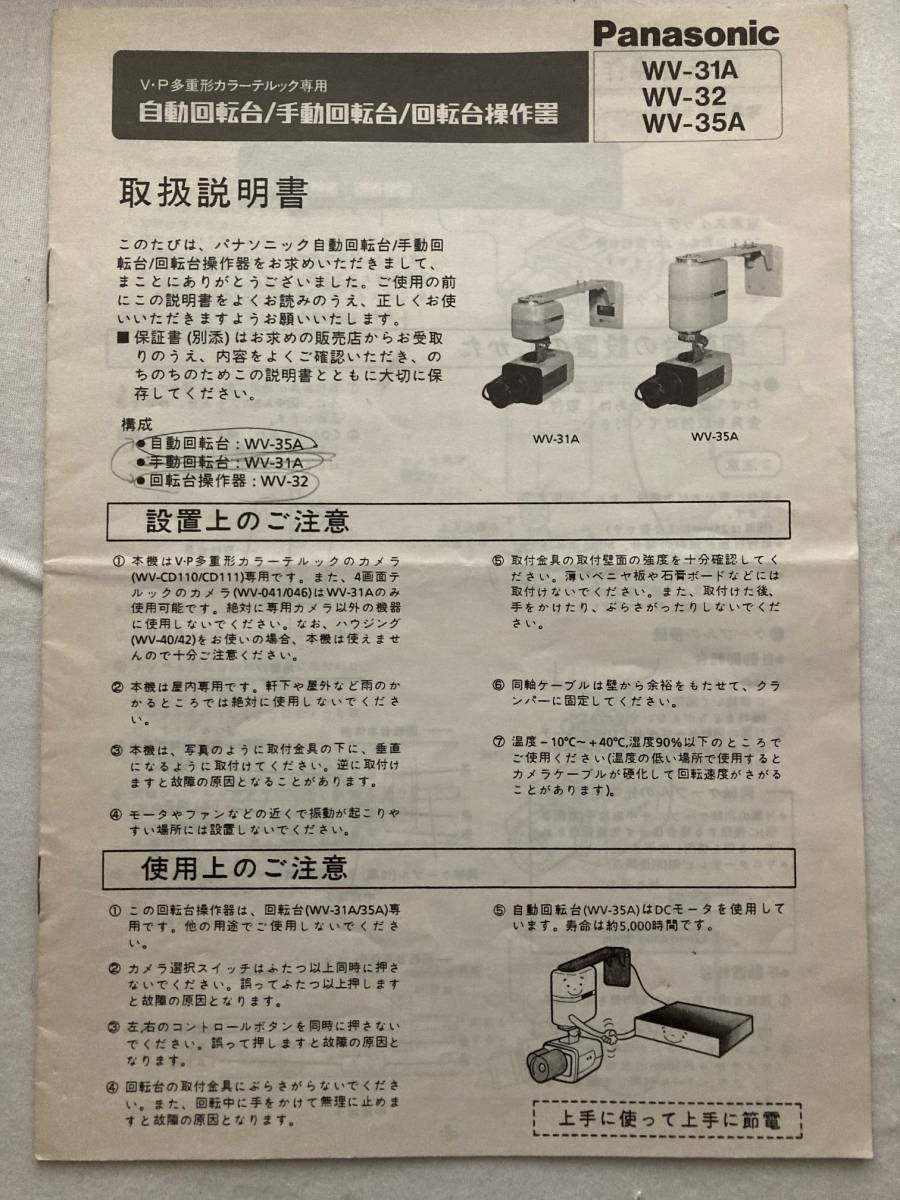 Panasonic
V・P多重形カラーテルック専用
自動回転台/手動回転台/回転台操作器
WV-31A
WV-32
WV-35A
取扱説明書
このたびは、パナソニック自動回転台/手動回
転台/回転台操作器をお求めいただきまして、
まことにありがとうございました。ご使用の前
にこの説明書をよくお読みのうえ、正しくお使
いいただきますようお願いいたします。
■ 保証書(別添)はお求めの販売店からお受取
りのうえ、内容をよくご確認いただき、の
ちのちのためこの説明書とともに大切に保
存してください。
構成
●自動回転台:WV-35A
●手動回転台:WV-31A
●回転台操作器:WV-32
WV-31A
WV-35A
設置上のご注意
① 本機はV・P多重形カラーテルックのカメラ
(WV-CD110/CD111)専用です。また、4画面テ
ルックのカメラ(WV-041/046)はWV-31Aのみ
使用可能です。絶対に専用カメラ以外の機器
に使用しないでください。なお、ハウジング
(WV-40/42)をお使いの場合、本機は使えませ
んので十分ご注意ください。
② 本機は屋内専用です。軒下や屋外など雨のか
かるところでは絶対に使用しないでくださ
い。
③ 本機は、写真のように取付金具の下に、垂直
になるように取付けてください。逆に取付け
ますと故障の原因となることがあります。
④ モータやファンなどの近くで振動が起こりや
すい場所には設置しないでください。
⑤ 取付金具の取付壁面の強度を十分確認してく
ださい。薄いベニヤ板や石膏ボードなどには
取付けないでください。また、取付けた後、
手をかけたり、ぶらさがったりしないでくだ
さい。
⑥ 同軸ケーブルは壁から余裕をもたせて、クラ
ンパーに固定してください。
⑦ 温度-10℃~+40℃,湿度90%以下のところで
ご使用ください(温度の低い場所で使用すると
カメラケーブルが硬化して回転速度がさがる
ことがあります)。
使用上のご注意
① この回転台操作器は、回転台(WV-31A/35A)専
用です。他の用途でご使用しないでくださ
い。
② カメラ選択スイッチはふたつ以上同時に押さ
ないでください。誤ってふたつ以上押します
と故障の原因となります。
③ 左,右のコントロールボタンを同時に押さない
でください。誤って押しますと故障の原因と
なります。
④ 回転台の取付金具にぶらさがらないでくださ
い。また、回転中に手をかけて無理に止めま
すと故障の原因となります。
⑤ 自動回転台(WV-35A)はDCモータを使用して
います。寿命は約5,000時間です。
上手に使って上手に節電